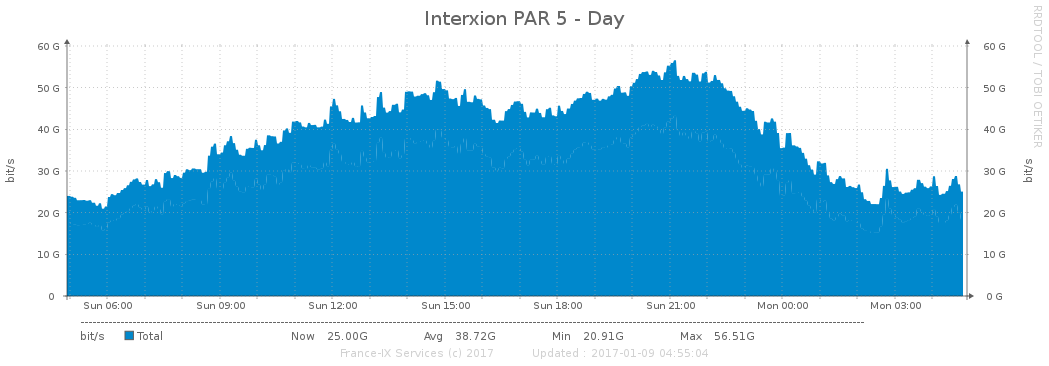 Interxion PAR 5 - Day
RRDTOOL / TOBI OETIKER
60 G 60 G
50 G 50 G
40 G 40 G
30 G 30 G
20 G 20 G
10 G 10 G
0 0 G
bit/s bit/s
Sun 06:00 Sun 09:00 Sun 12:00 Sun 15:00 Sun 18:00 Sun 21:00 Mon 00:00 Mon 03:00
bit/s Total Now 25.00G Avg 38.72G Min 20.91G Max 56.51G
France-IX Services (c) 2017 Updated : 2017-01-09 04:55:04